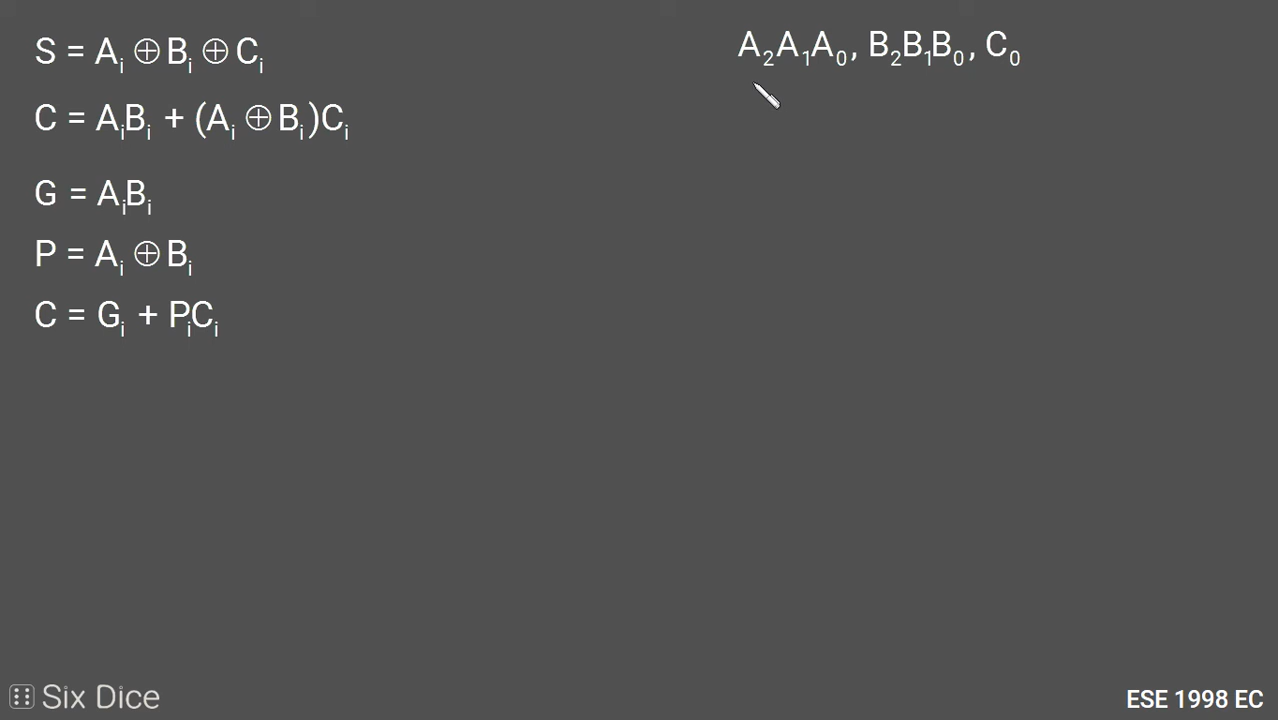 S = Aᵢ ⊕ Bᵢ ⊕ Cᵢ
C = AᵢBᵢ + (Aᵢ ⊕ Bᵢ)Cᵢ
G = AᵢBᵢ
P = Aᵢ ⊕ Bᵢ
C = Gᵢ + PᵢCᵢ
A₂A₁A₀, B₂B₁B₀, C₀
Six Dice
ESE 1998 EC